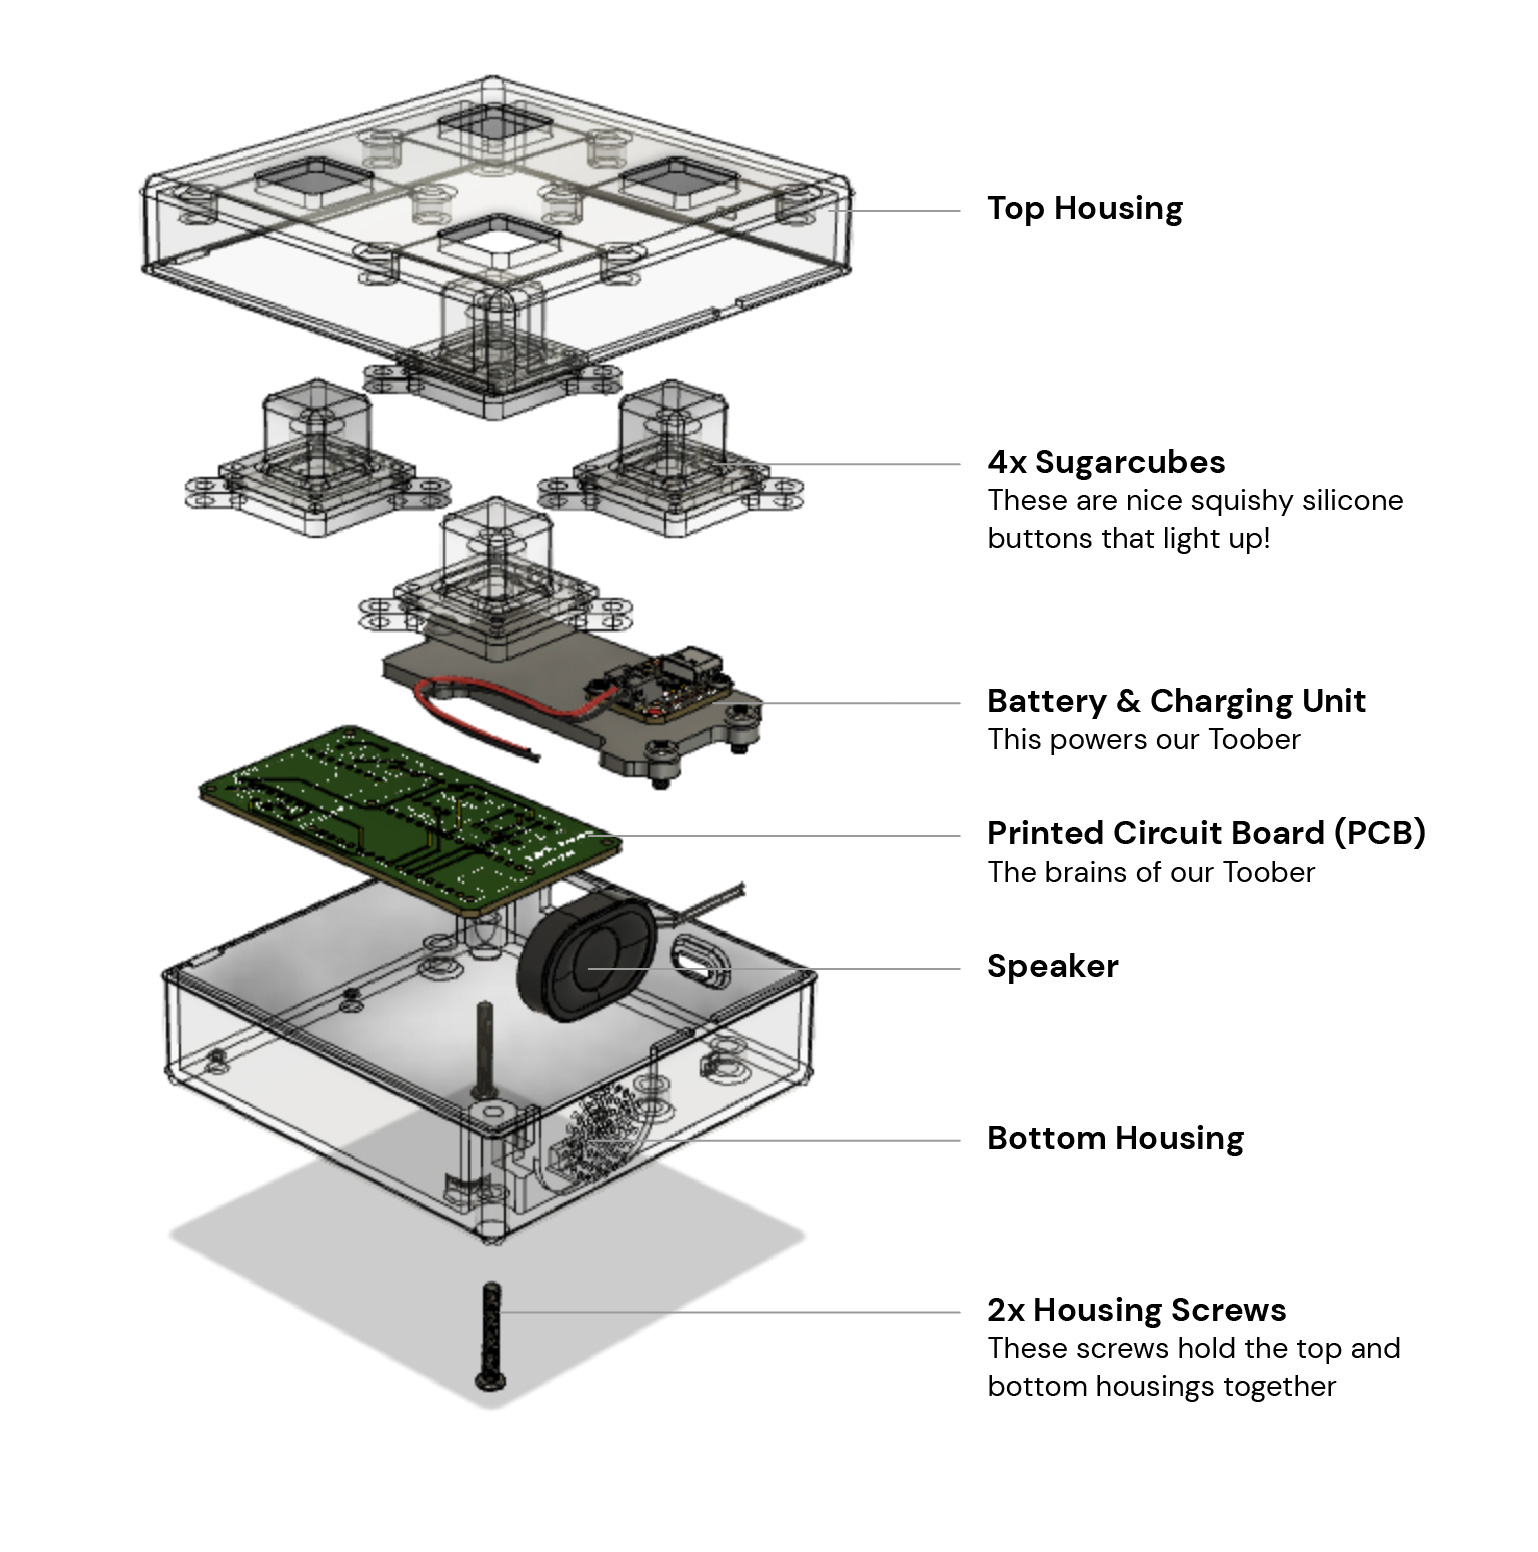 Top Housing
4x Sugarcubes
These are nice squishy silicone
buttons that light up!
Battery & Charging Unit
This powers our Toober
Printed Circuit Board (PCB)
The brains of our Toober
Speaker
Bottom Housing
2x Housing Screws
These screws hold the top and
bottom housings together